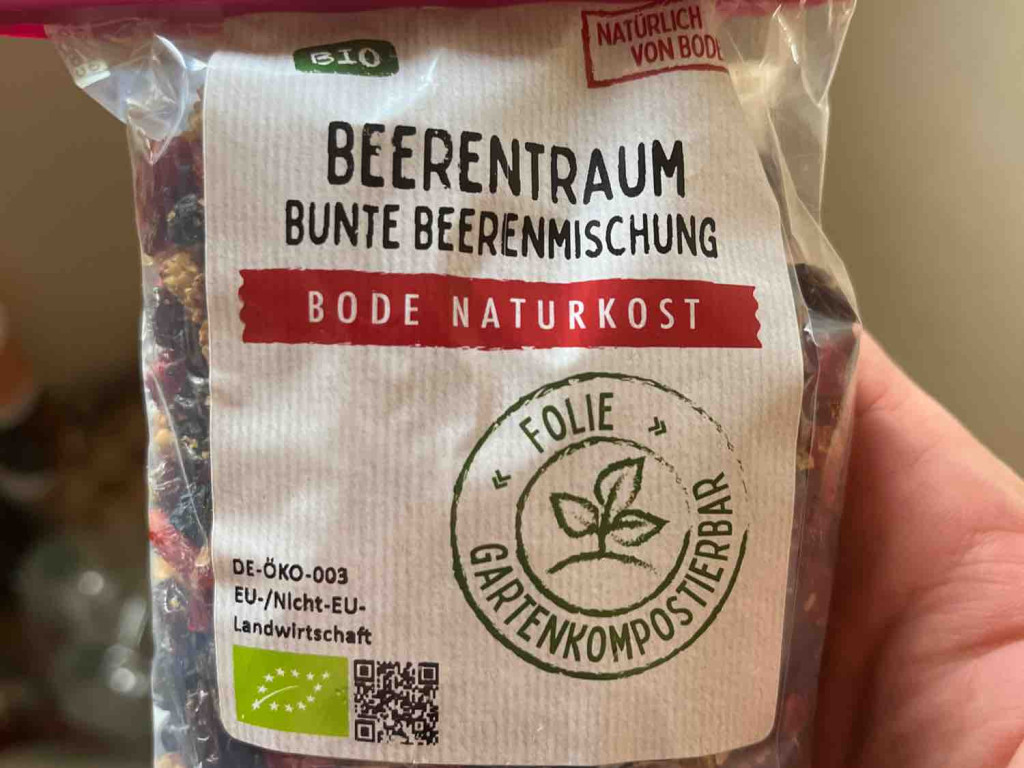 BIO
NATÜRLICH
VON BODE
BEERENTRAUM
BUNTE BEERENMISCHUNG
BODE NATURKOST
FOLIE
GARTENKOMPOSTIERBAR
DE-ÖKO-003
EU-/Nicht-EU-
Landwirtschaft